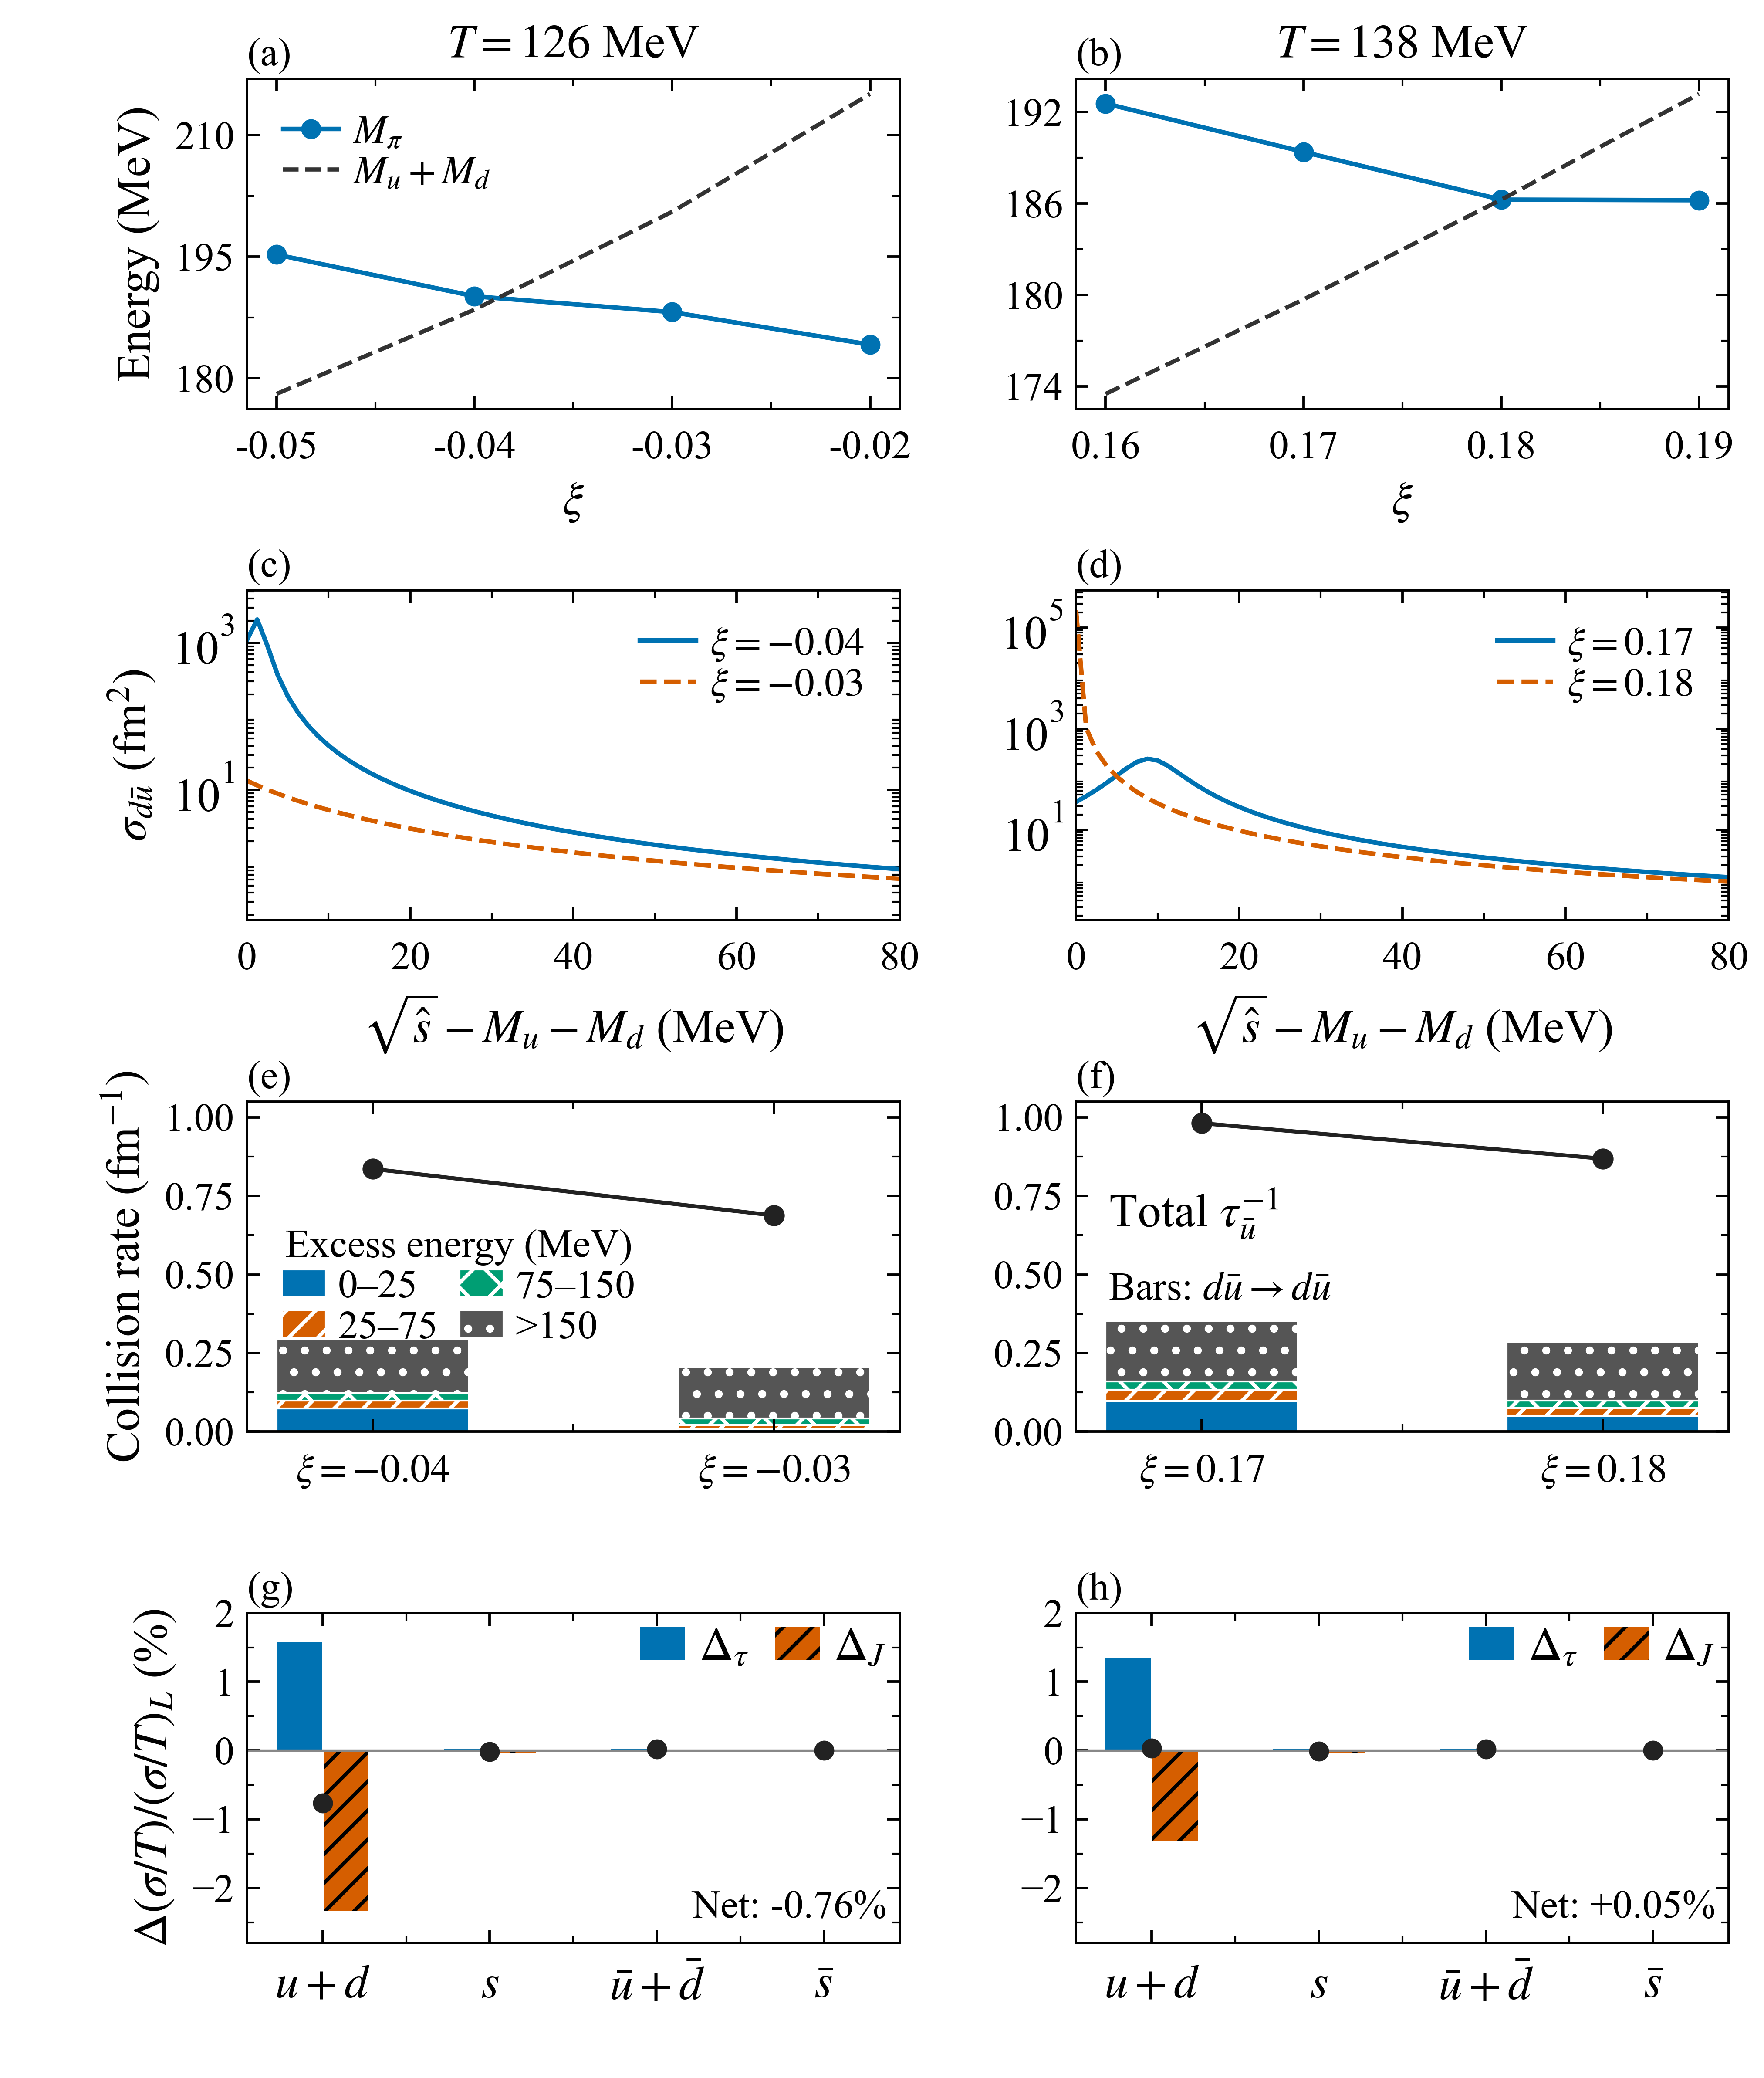 (a) T = 126 MeV
Energy (MeV)
210
195
180
M_π
M_u + M_d
-0.05 -0.04 -0.03 -0.02
ξ
(b) T = 138 MeV
192
186
180
174
0.16 0.17 0.18 0.19
ξ
(c)
σ_{dū} (fm²)
10³
10¹
ξ = −0.04
ξ = −0.03
0 20 40 60 80
√ŝ − M_u − M_d (MeV)
(d)
10⁵
10³
10¹
ξ = 0.17
ξ = 0.18
0 20 40 60 80
√ŝ − M_u − M_d (MeV)
(e)
Collision rate (fm⁻¹)
1.00
0.75
0.50
0.25
0.00
Excess energy (MeV)
0–25 75–150
25–75 >150
ξ = −0.04 ξ = −0.03
(f)
1.00
0.75
0.50
0.25
0.00
Total τ_ū⁻¹
Bars: dū → dū
ξ = 0.17 ξ = 0.18
(g)
Δ(σ/T)/(σ/T)_L (%)
2
1
0
−1
−2
Δ_τ Δ_J
Net: -0.76%
u + d s ū + d̄ s̄
(h)
2
1
0
−1
−2
Δ_τ Δ_J
Net: +0.05%
u + d s ū + d̄ s̄